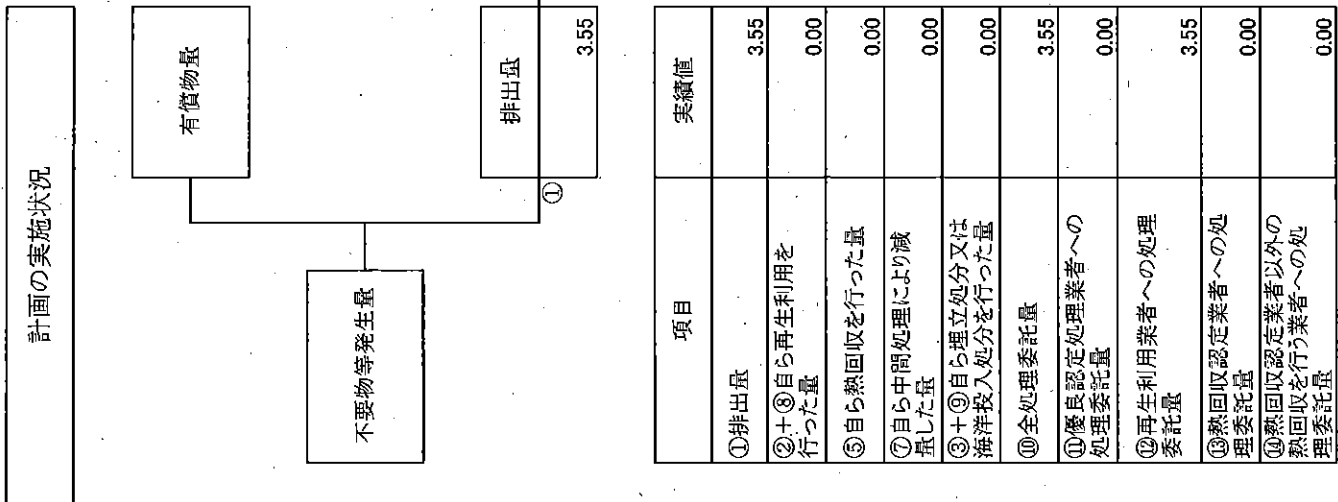 計画の実施状況
有償物量
不要物等発生量
排出量
①
3.55
項目
実績値
①排出量
3.55
②+⑧自ら再生利用を
行った量
0.00
⑤自ら熱回収を行った量
0.00
⑦自ら中間処理により減
量した量
0.00
③+⑨自ら埋立処分又は
海洋投入処分を行った量
0.00
⑩全処理委託量
3.55
⑪優良認定処理業者への
処理委託量
0.00
⑫再生利用業者への処理
委託量
3.55
⑬熱回収認定業者への処
理委託量
0.00
⑭熱回収認定業者以外の
熱回収を行う業者への処
理委託量
0.00